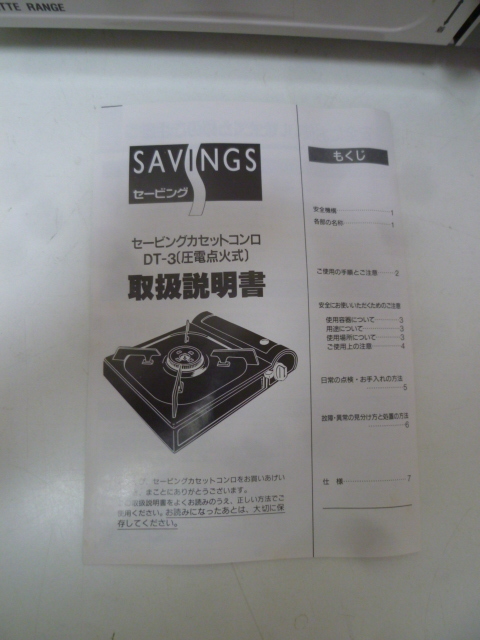 TTE RANGE
SAVINGS
セービング
セービングカセットコンロ
DT-3(圧電点火式)
取扱説明書
セービングカセットコンロをお買いあげい
まことにありがとうございます。
取扱説明書をよくお読みのうえ、正しい方法でご
使用ください。お読みになったあとは、大切に保
存してください。
もくじ
安全機構 1
各部の名称 1
ご使用の手順とご注意 2
安全にお使いいただくためのご注意
使用容器について 3
用途について 3
使用場所について 3
ご使用上の注意 4
日常の点検・お手入れの方法
5
故障・異常の見分け方と処置の方法
6
仕様 7